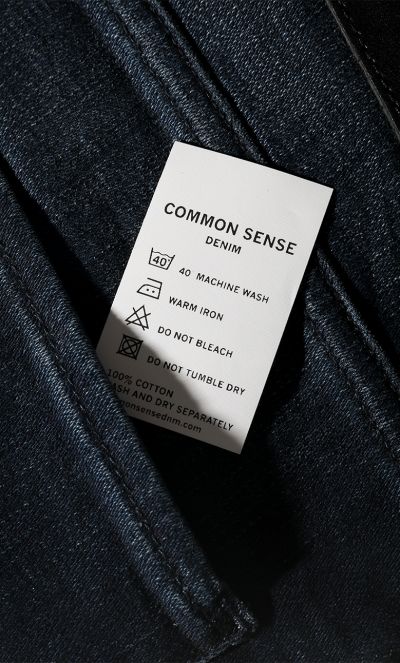 COMMON SENSE
DENIM
40
40 MACHINE WASH
WARM IRON
DO NOT BLEACH
DO NOT TUMBLE DRY
100% COTTON
AND DRY SEPARATELY